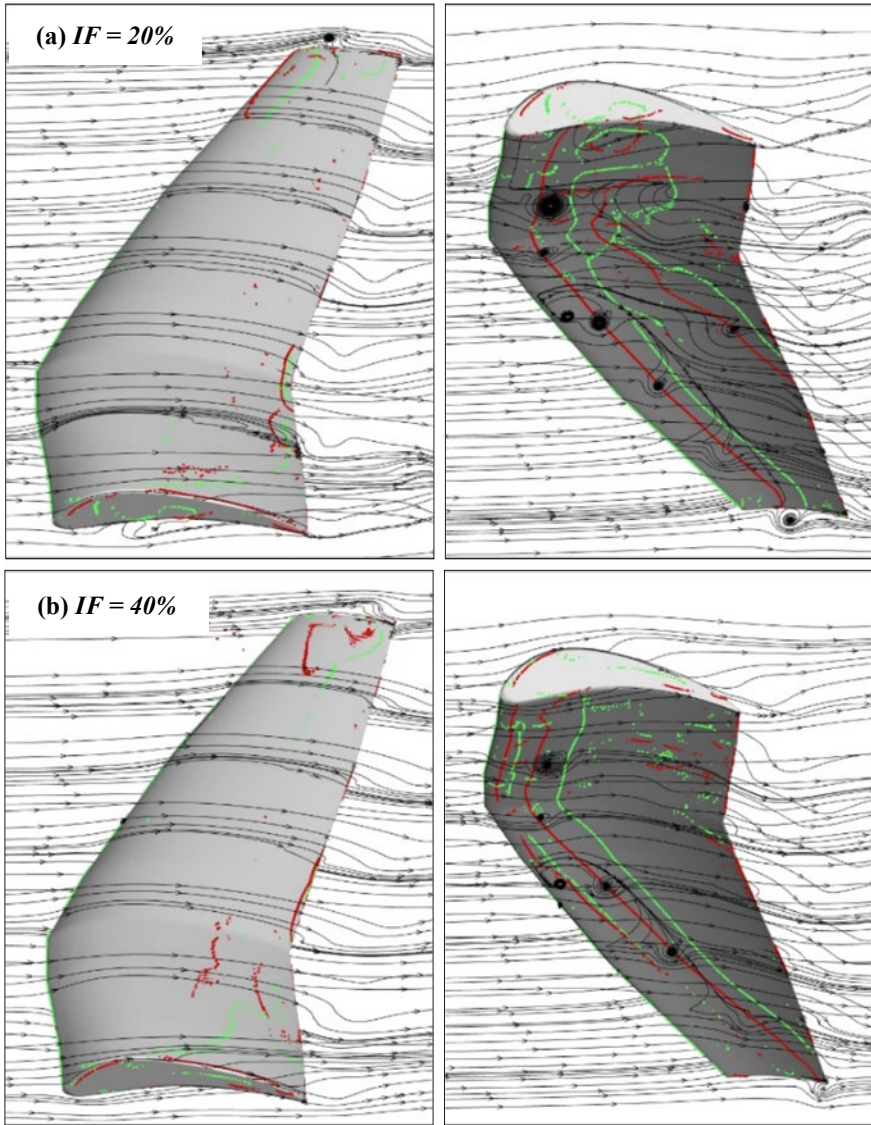 (a) IF = 20%
(b) IF = 40%